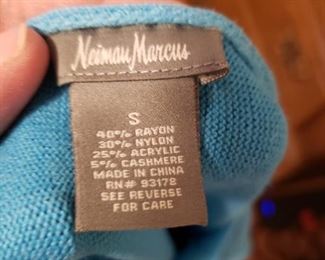 Neiman Marcus
S
40% RAYON
30% NYLON
25% ACRYLIC
5% CASHMERE
MADE IN CHINA
RN# 93178
SEE REVERSE
FOR CARE